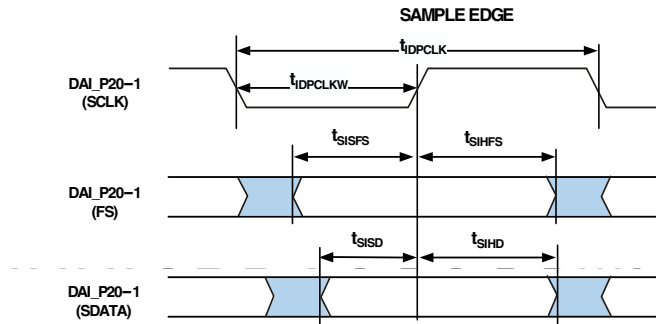 SAMPLE EDGE
tIDPCLK
DAI_P20−1
(SCLK)
tIDPCLKW
tSISFS
tSIHFS
DAI_P20−1
(FS)
tSISD
tSIHD
DAI_P20−1
(SDATA)